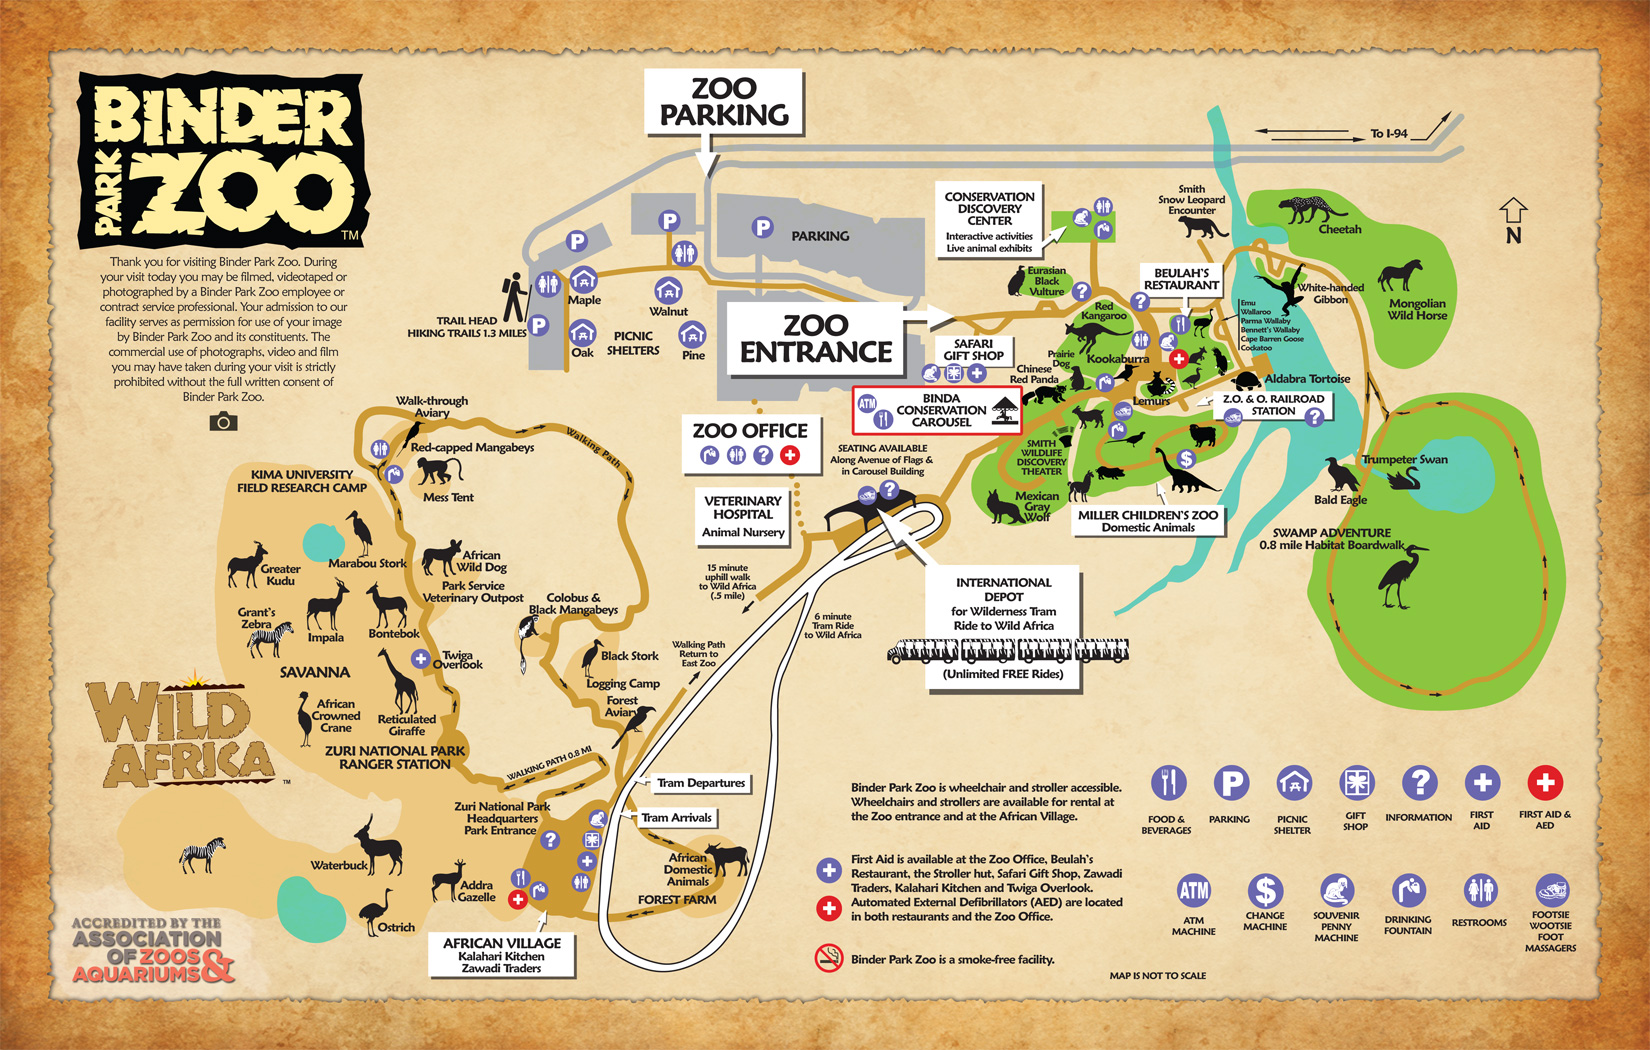 BINDER
PARK
ZOO
TM
Thank you for visiting Binder Park Zoo. During
your visit today you may be filmed, videotaped or
photographed by a Binder Park Zoo employee or
contract service professional. Your admission to our
facility serves as permission for use of your image
by Binder Park Zoo and its constituents. The
commercial use of photographs, video and film
you may have taken during your visit is strictly
prohibited without the full written consent of
Binder Park Zoo.
ZOO
PARKING
P
P
P
P
PARKING
TRAIL HEAD
HIKING TRAILS 1.3 MILES
Maple
Oak
Walnut
Pine
PICNIC
SHELTERS
ZOO
ENTRANCE
To I-94
N
CONSERVATION
DISCOVERY
CENTER
Interactive activities
Live animal exhibits
Smith
Snow Leopard
Encounter
Cheetah
Mongolian
Wild Horse
White-handed
Gibbon
Eurasian
Black
Vulture
BEULAH'S
RESTAURANT
Red
Kangaroo
Emu
Wallaroo
Parma Wallaby
Bennett's Wallaby
Cape Barren Goose
Cockatoo
SAFARI
GIFT SHOP
Prairie
Dog
Kookaburra
Chinese
Red Panda
Lemurs
Aldabra Tortoise
Z.O. & O. RAILROAD
STATION
ATM
BINDA
CONSERVATION
CAROUSEL
ZOO OFFICE
SEATING AVAILABLE
Along Avenue of Flags &
in Carousel Building
SMITH
WILDLIFE
DISCOVERY
THEATER
Mexican
Gray
Wolf
$
MILLER CHILDREN'S ZOO
Domestic Animals
Trumpeter Swan
Bald Eagle
SWAMP ADVENTURE
0.8 mile Habitat Boardwalk
VETERINARY
HOSPITAL
Animal Nursery
15 minute
uphill walk
to Wild Africa
(.5 mile)
6 minute
Tram Ride
to Wild Africa
INTERNATIONAL
DEPOT
for Wilderness Tram
Ride to Wild Africa
(Unlimited FREE Rides)
Walk-through
Aviary
Walking Path
Red-capped Mangabeys
Mess Tent
KIMA UNIVERSITY
FIELD RESEARCH CAMP
Marabou Stork
Greater
Kudu
African
Wild Dog
Park Service
Veterinary Outpost
Grant's
Zebra
Impala
Bontebok
Colobus &
Black Mangabeys
Twiga
Overlook
Black Stork
Logging Camp
Walking Path
Return to
East Zoo
SAVANNA
African
Crowned
Crane
Reticulated
Giraffe
Forest
Aviary
WILD
AFRICA
TM
ZURI NATIONAL PARK
RANGER STATION
WALKING PATH 0.8 MI
Tram Departures
Tram Arrivals
Zuri National Park
Headquarters
Park Entrance
African
Domestic
Animals
FOREST FARM
Waterbuck
Addra
Gazelle
Ostrich
AFRICAN VILLAGE
Kalahari Kitchen
Zawadi Traders
ACCREDITED BY THE
ASSOCIATION
OF ZOOS
AQUARIUMS &
Binder Park Zoo is wheelchair and stroller accessible.
Wheelchairs and strollers are available for rental at
the Zoo entrance and at the African Village.
First Aid is available at the Zoo Office, Beulah's
Restaurant, the Stroller hut, Safari Gift Shop, Zawadi
Traders, Kalahari Kitchen and Twiga Overlook.
Automated External Defibrillators (AED) are located
in both restaurants and the Zoo Office.
Binder Park Zoo is a smoke-free facility.
P
?
FOOD &
BEVERAGES
PARKING
PICNIC
SHELTER
GIFT
SHOP
INFORMATION
FIRST
AID
FIRST AID &
AED
ATM
$
ATM
MACHINE
CHANGE
MACHINE
SOUVENIR
PENNY
MACHINE
DRINKING
FOUNTAIN
RESTROOMS
FOOTSIE
WOOTSIE
FOOT
MASSAGERS
MAP IS NOT TO SCALE